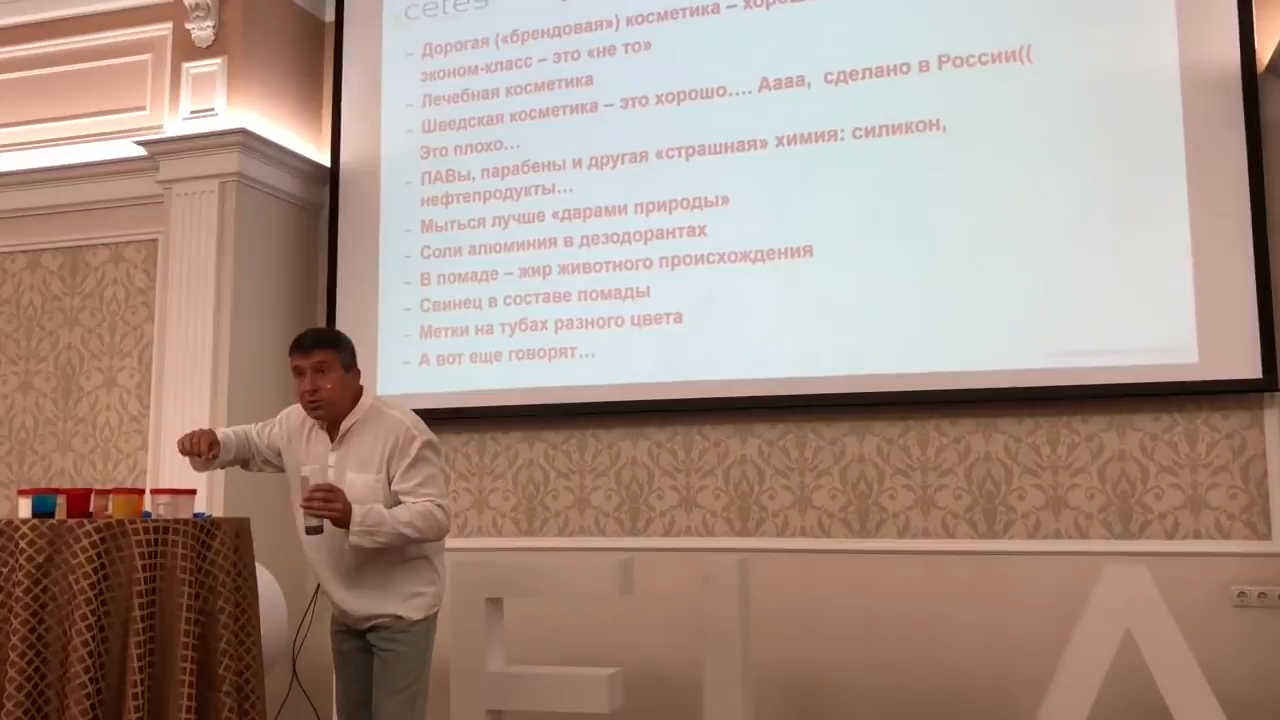 cetes
– Дорогая («брендовая») косметика –
эконом-класс – это «не то»
– Лечебная косметика
– Шведская косметика – это хорошо…. Аааа, сделано в России((
Это плохо…
– ПАВы, парабены и другая «страшная» химия: силикон,
нефтепродукты…
– Мыться лучше «дарами природы»
– Соли алюминия в дезодорантах
– В помаде – жир животного происхождения
– Свинец в составе помады
– Метки на тубах разного цвета
– А вот еще говорят…